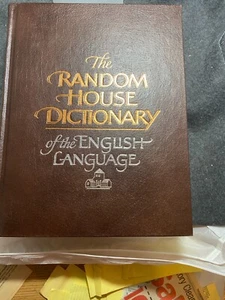 The
RANDOM
HOUSE
DICTIONARY
of the ENGLISH
LANGUAGE